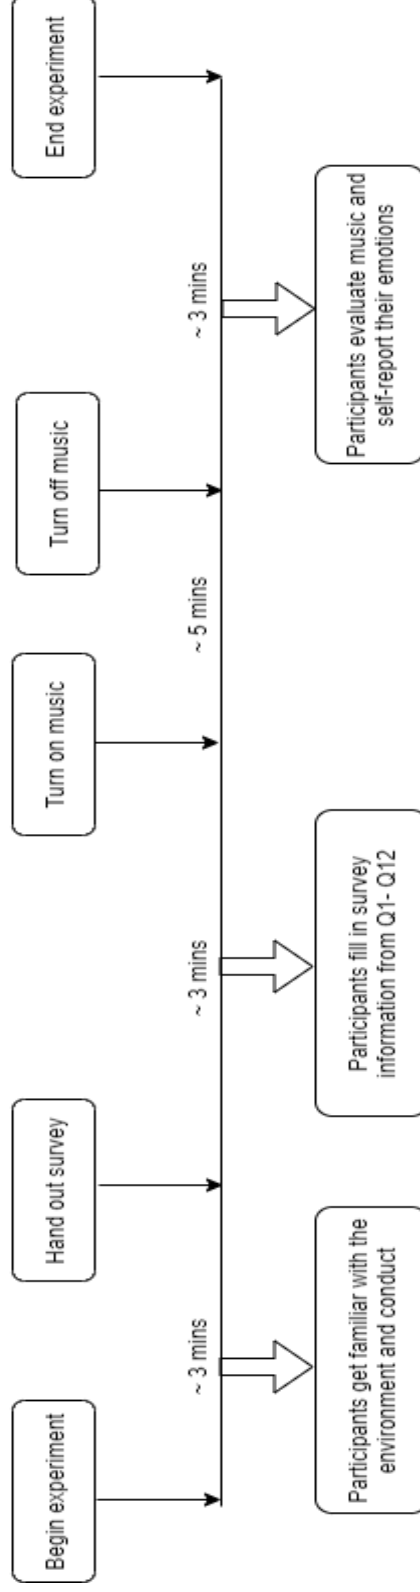 Begin experiment
Hand out survey
Turn on music
Turn off music
End experiment
~ 3 mins
~ 3 mins
~ 5 mins
~ 3 mins
Participants get familiar with the
environment and conduct
Participants fill in survey
information from Q1- Q12
Participants evaluate music and
self-report their emotions